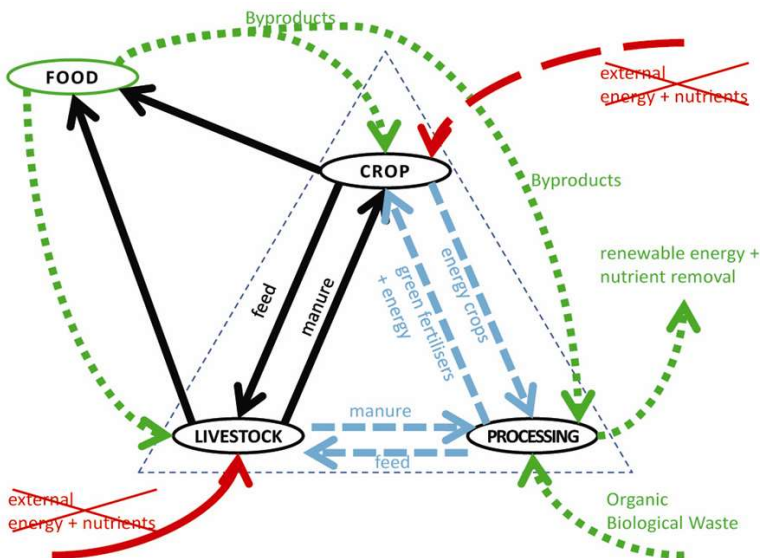 Byproducts
FOOD
external
energy + nutrients
CROP
Byproducts
renewable energy +
nutrient removal
feed
manure
green fertilisers
+ energy
energy crops
manure
LIVESTOCK
PROCESSING
feed
external
energy + nutrients
Organic
Biological Waste